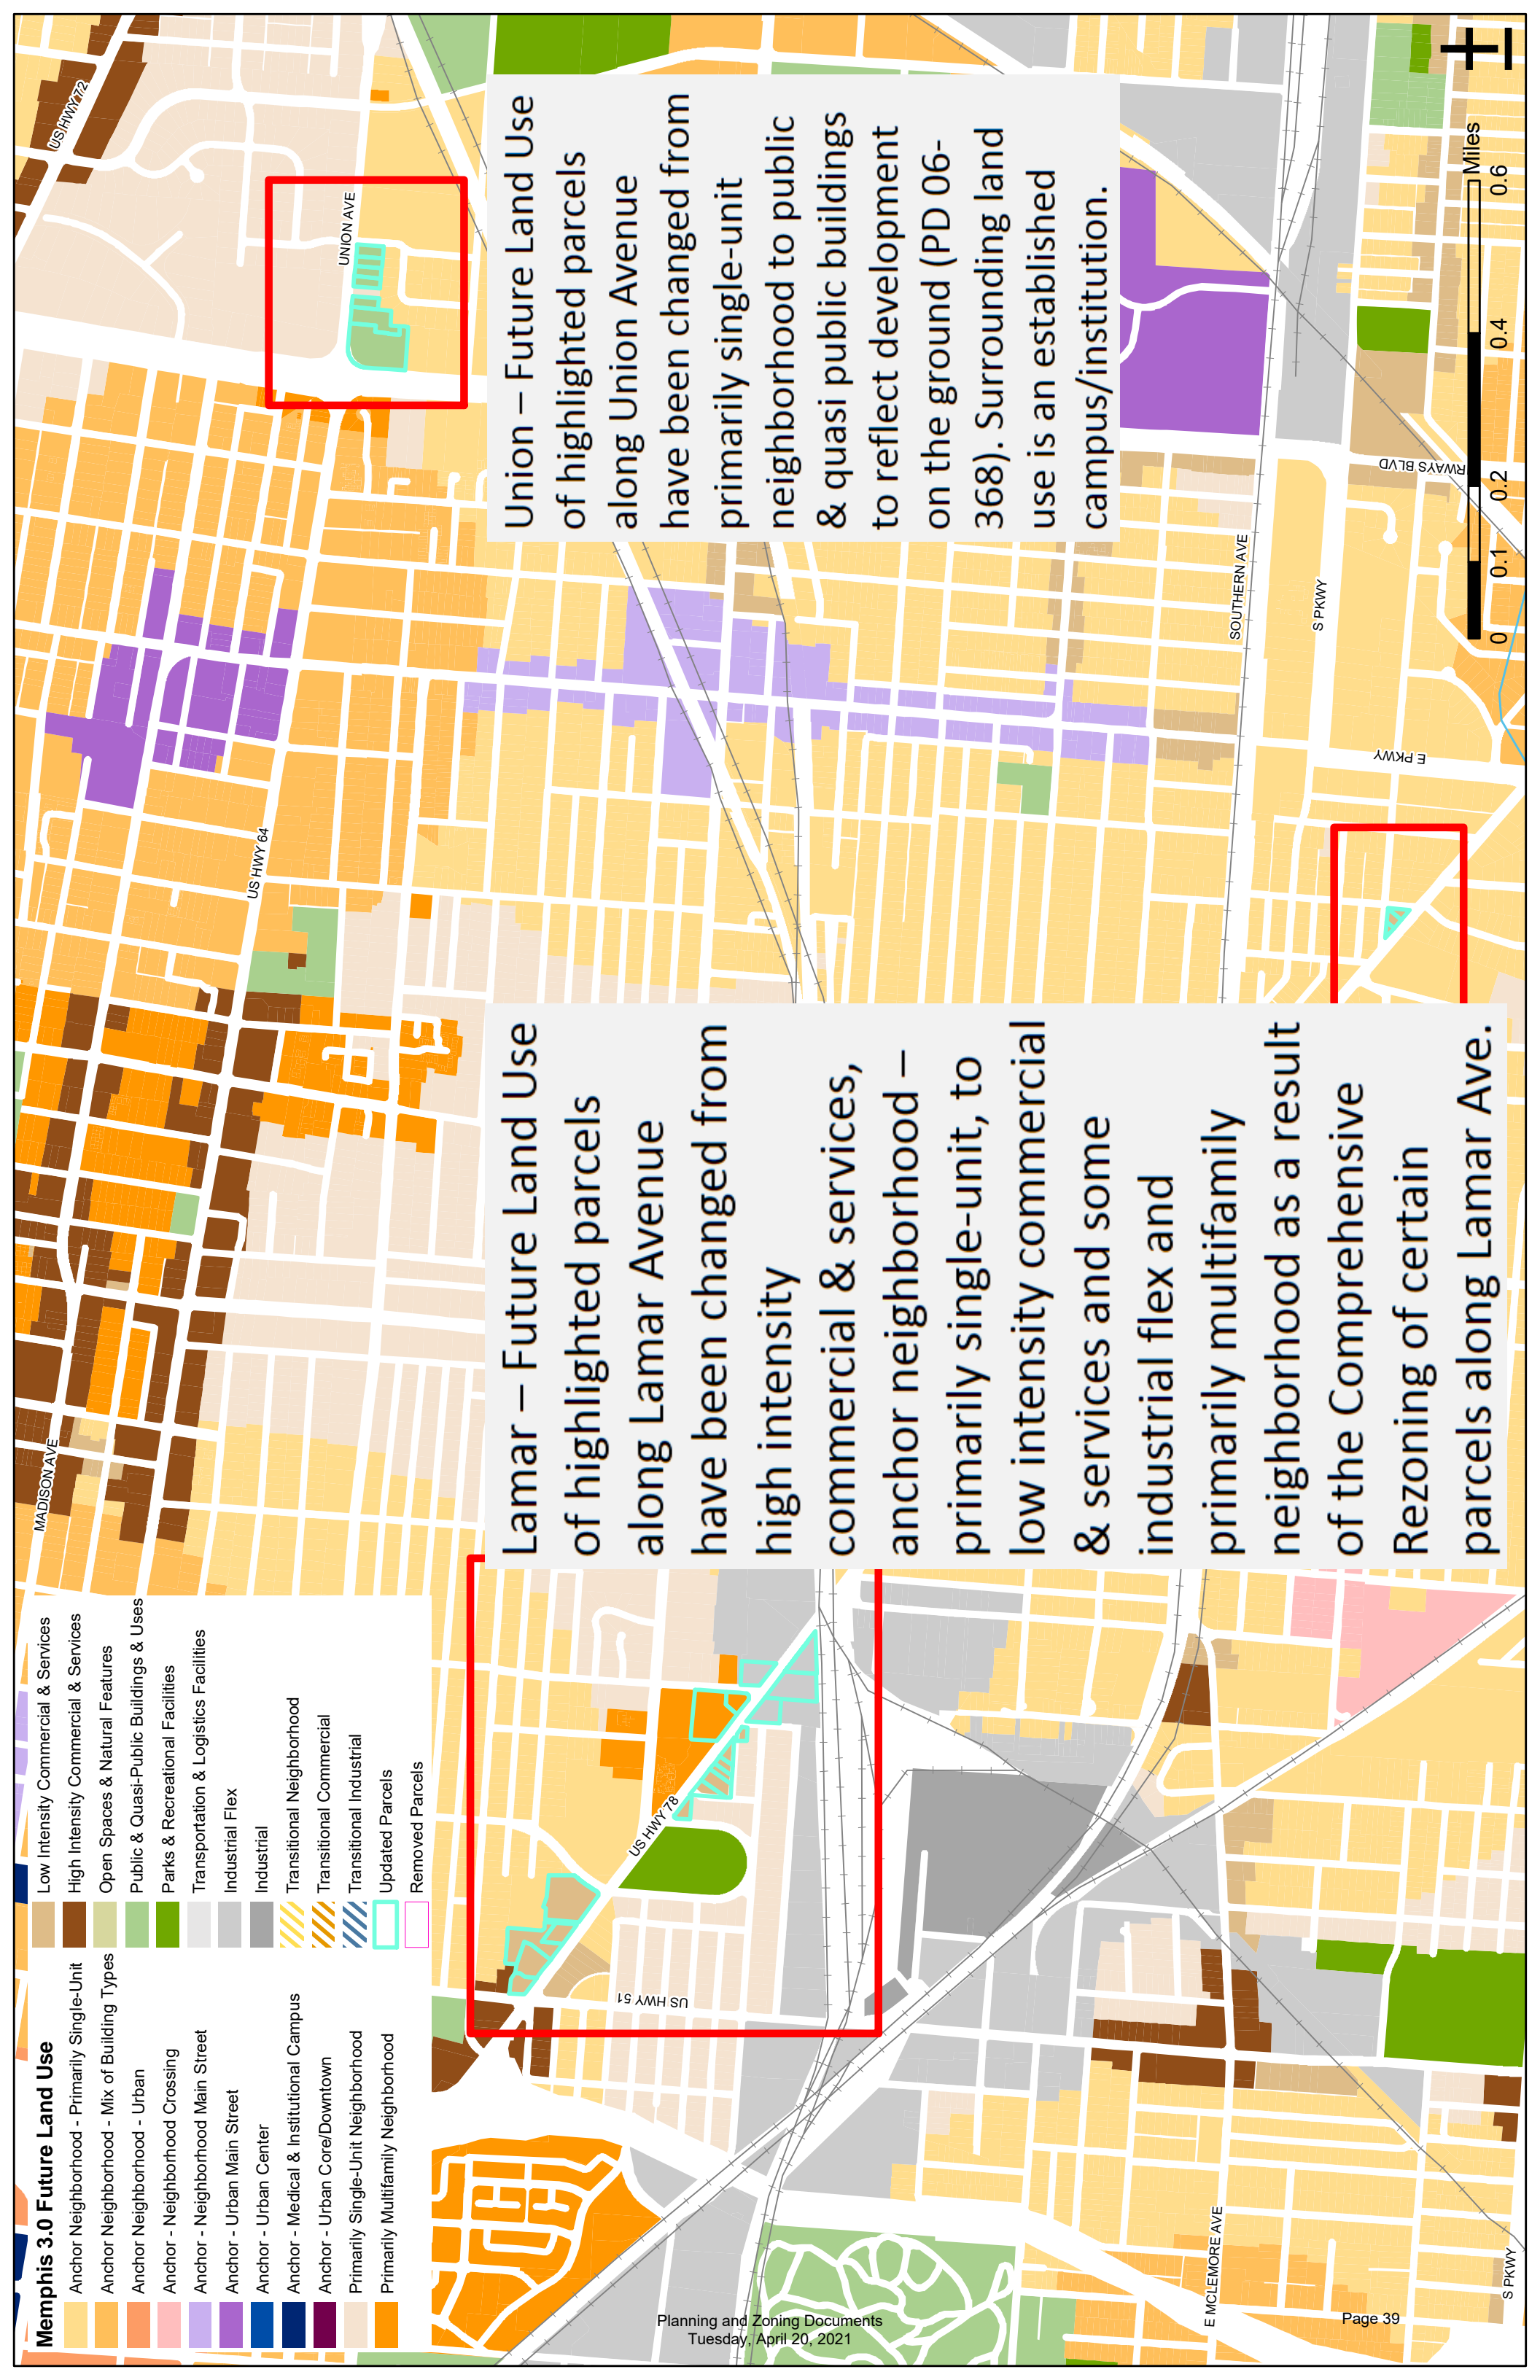 Memphis 3.0 Future Land Use
Anchor Neighborhood - Primarily Single-Unit
Anchor Neighborhood - Mix of Building Types
Anchor Neighborhood - Urban
Anchor - Neighborhood Crossing
Anchor - Neighborhood Main Street
Anchor - Urban Main Street
Anchor - Urban Center
Anchor - Medical & Institutional Campus
Anchor - Urban Core/Downtown
Primarily Single-Unit Neighborhood
Primarily Multifamily Neighborhood
Low Intensity Commercial & Services
High Intensity Commercial & Services
Open Spaces & Natural Features
Public & Quasi-Public Buildings & Uses
Parks & Recreational Facilities
Transportation & Logistics Facilities
Industrial Flex
Industrial
Transitional Neighborhood
Transitional Commercial
Transitional Industrial
Updated Parcels
Removed Parcels
MADISON AVE
US HWY 64
US HWY 72
UNION AVE
US HWY 51
US HWY 78
Lamar – Future Land Use
of highlighted parcels
along Lamar Avenue
have been changed from
high intensity
commercial & services,
anchor neighborhood –
primarily single-unit, to
low intensity commercial
& services and some
industrial flex and
primarily multifamily
neighborhood as a result
of the Comprehensive
Rezoning of certain
parcels along Lamar Ave.
Union – Future Land Use
of highlighted parcels
along Union Avenue
have been changed from
primarily single-unit
neighborhood to public
& quasi public buildings
to reflect development
on the ground (PD 06-
368). Surrounding land
use is an established
campus/institution.
SOUTHERN AVE
S PKWY
E PKWY
RWAYS BLVD
E MCLEMORE AVE
S PKWY
0 0.1 0.2 0.4 0.6
Miles
Planning and Zoning Documents
Tuesday, April 20, 2021
Page 39